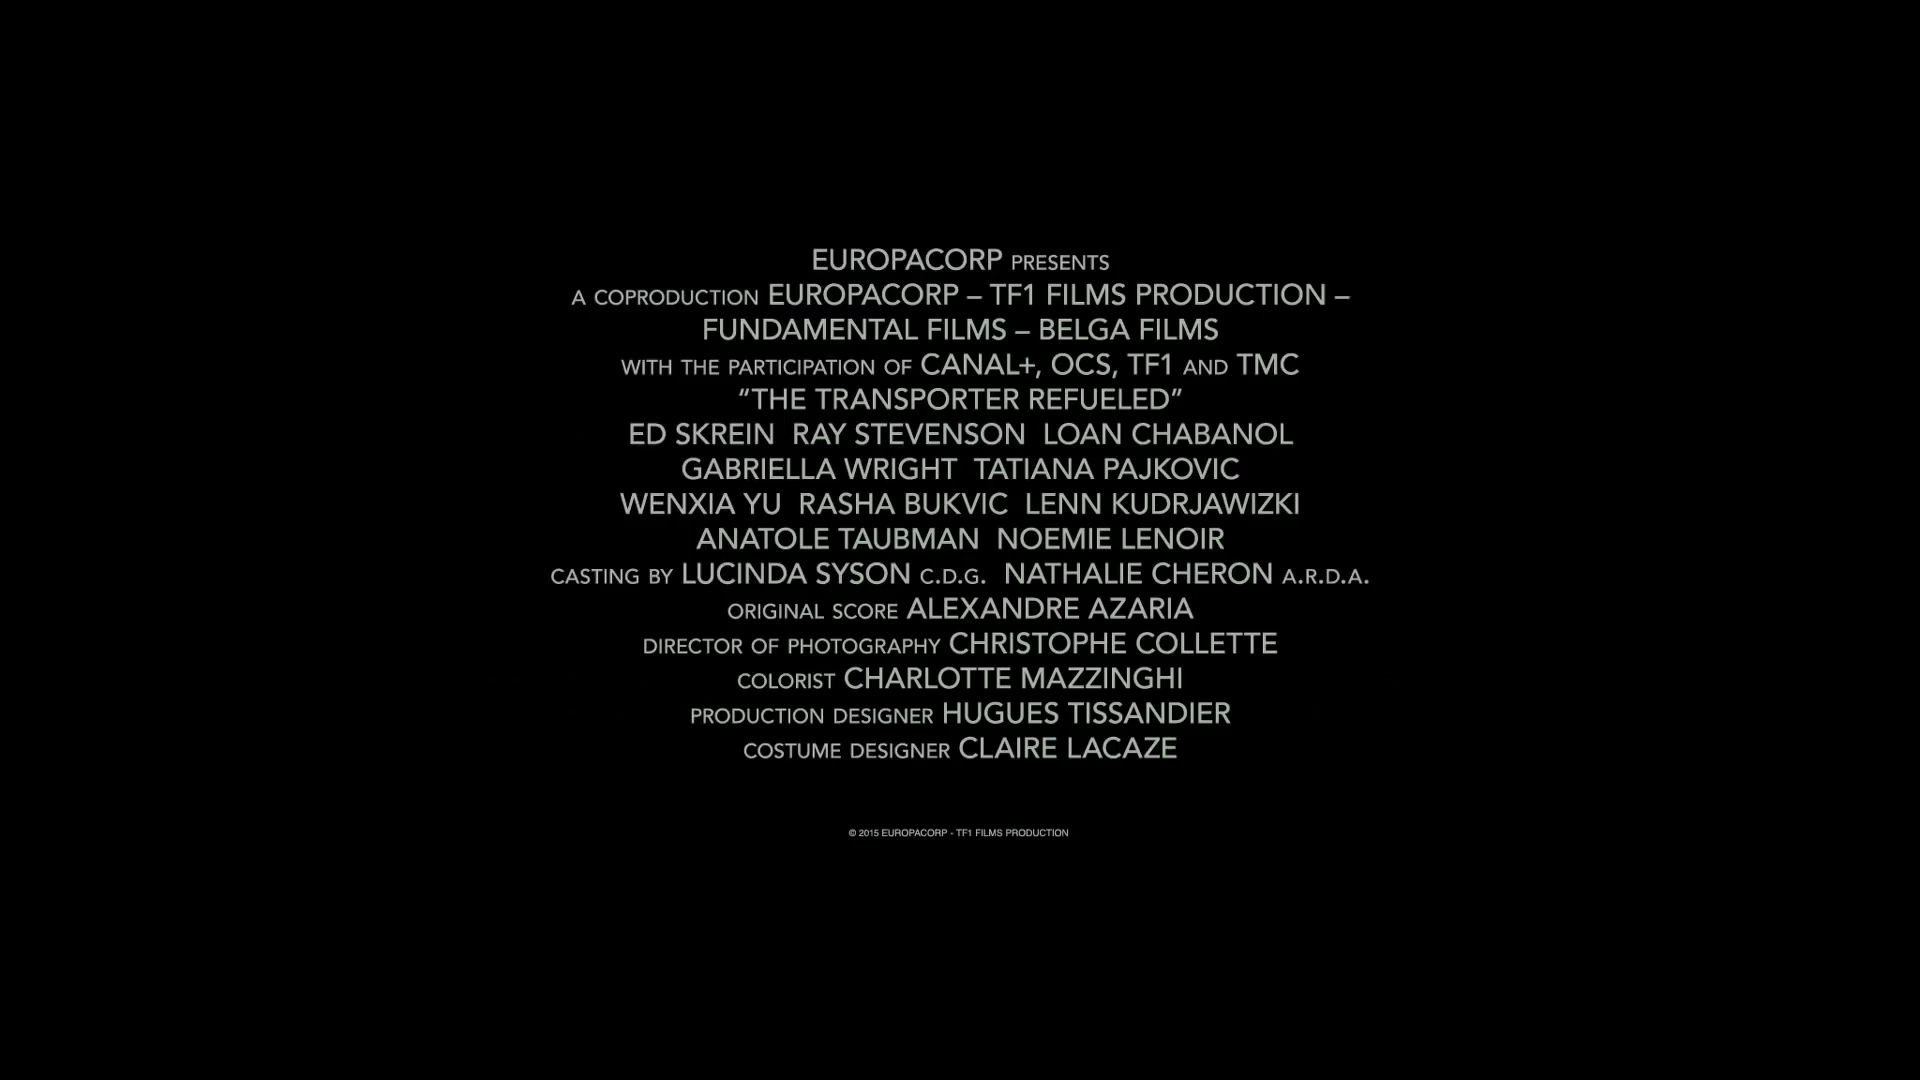 EUROPACORP PRESENTS
A COPRODUCTION EUROPACORP – TF1 FILMS PRODUCTION –
FUNDAMENTAL FILMS – BELGA FILMS
WITH THE PARTICIPATION OF CANAL+, OCS, TF1 AND TMC
“THE TRANSPORTER REFUELED”
ED SKREIN RAY STEVENSON LOAN CHABANOL
GABRIELLA WRIGHT TATIANA PAJKOVIC
WENXIA YU RASHA BUKVIC LENN KUDRJAWIZKI
ANATOLE TAUBMAN NOEMIE LENOIR
CASTING BY LUCINDA SYSON C.D.G. NATHALIE CHERON A.R.D.A.
ORIGINAL SCORE ALEXANDRE AZARIA
DIRECTOR OF PHOTOGRAPHY CHRISTOPHE COLLETTE
COLORIST CHARLOTTE MAZZINGHI
PRODUCTION DESIGNER HUGUES TISSANDIER
COSTUME DESIGNER CLAIRE LACAZE
© 2015 EUROPACORP - TF1 FILMS PRODUCTION